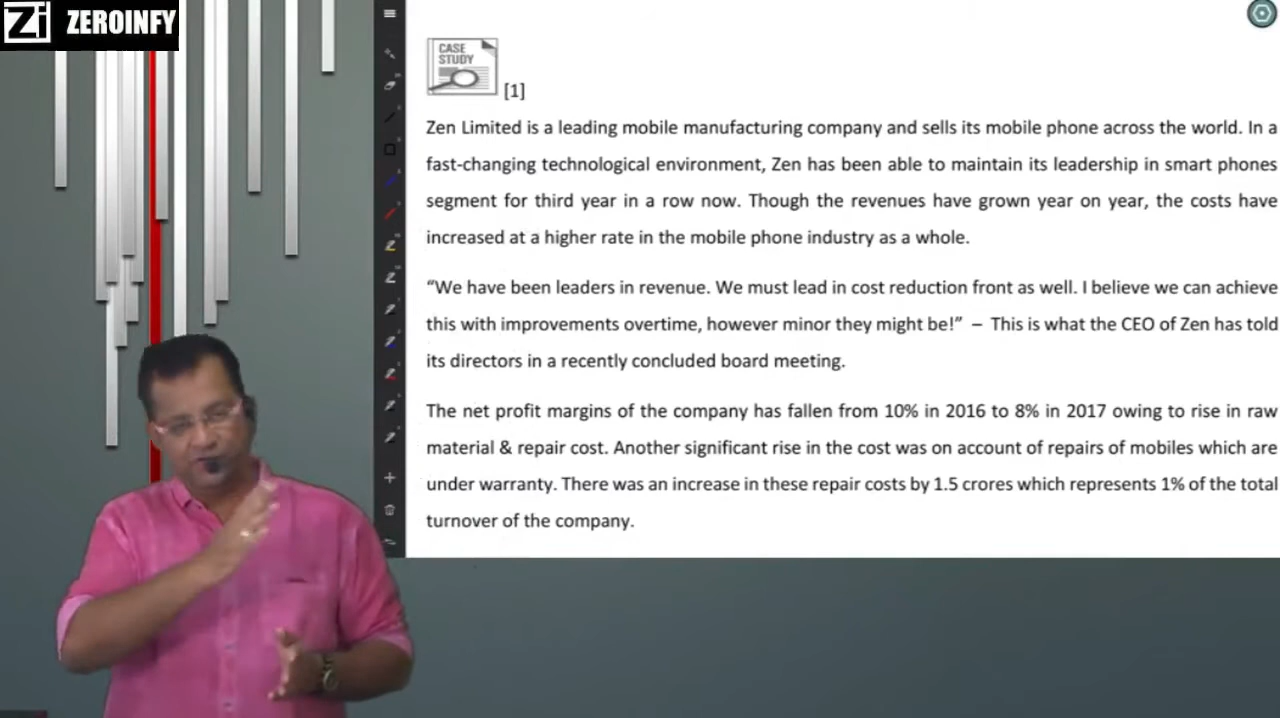 Zi ZEROINFY
CASE
STUDY
[1]
Zen Limited is a leading mobile manufacturing company and sells its mobile phone across the world. In a
fast-changing technological environment, Zen has been able to maintain its leadership in smart phones
segment for third year in a row now. Though the revenues have grown year on year, the costs have
increased at a higher rate in the mobile phone industry as a whole.
“We have been leaders in revenue. We must lead in cost reduction front as well. I believe we can achieve
this with improvements overtime, however minor they might be!” – This is what the CEO of Zen has told
its directors in a recently concluded board meeting.
The net profit margins of the company has fallen from 10% in 2016 to 8% in 2017 owing to rise in raw
material & repair cost. Another significant rise in the cost was on account of repairs of mobiles which are
under warranty. There was an increase in these repair costs by 1.5 crores which represents 1% of the total
turnover of the company.